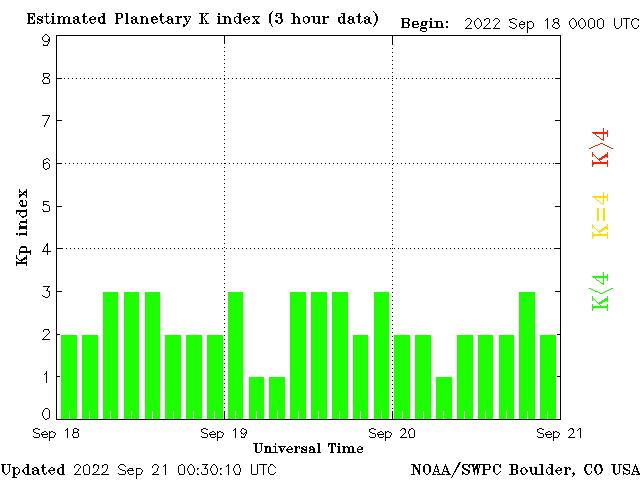 Estimated Planetary K index (3 hour data)
Begin: 2022 Sep 18 0000 UTC
9
8
7
6
5
4
3
2
1
0
Kp index
Sep 18
Sep 19
Sep 20
Sep 21
Universal Time
K>4
K=4
K<4
Updated 2022 Sep 21 00:30:10 UTC
NOAA/SWPC Boulder, CO USA